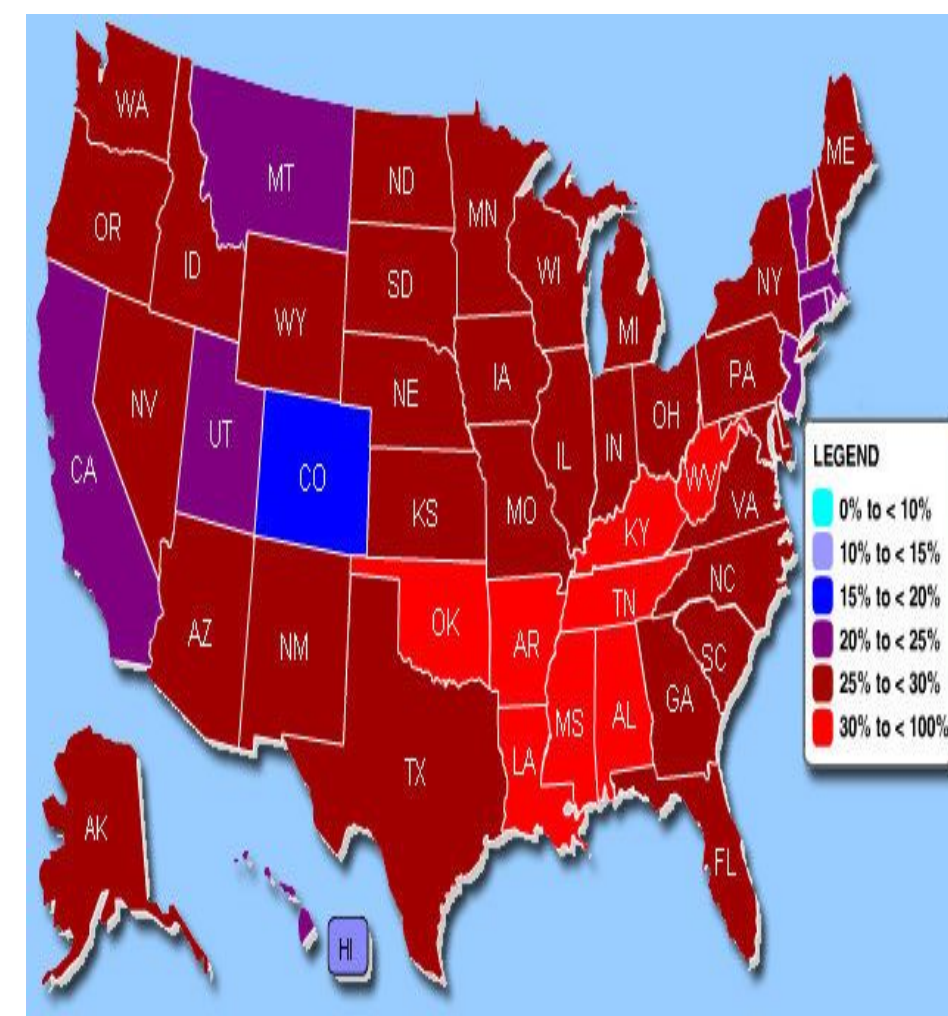 WA
ME
MT
ND
MN
OR
WI
ID
SD
NY
WY
MI
IA
PA
NE
NV
OH
UT
IL
IN
CA
CO
WV
VA
KS
MO
KY
NC
TN
OK
AZ
AR
NM
SC
GA
MS
AL
LA
TX
AK
FL
HI
LEGEND
0% to < 10%
10% to < 15%
15% to < 20%
20% to < 25%
25% to < 30%
30% to < 100%